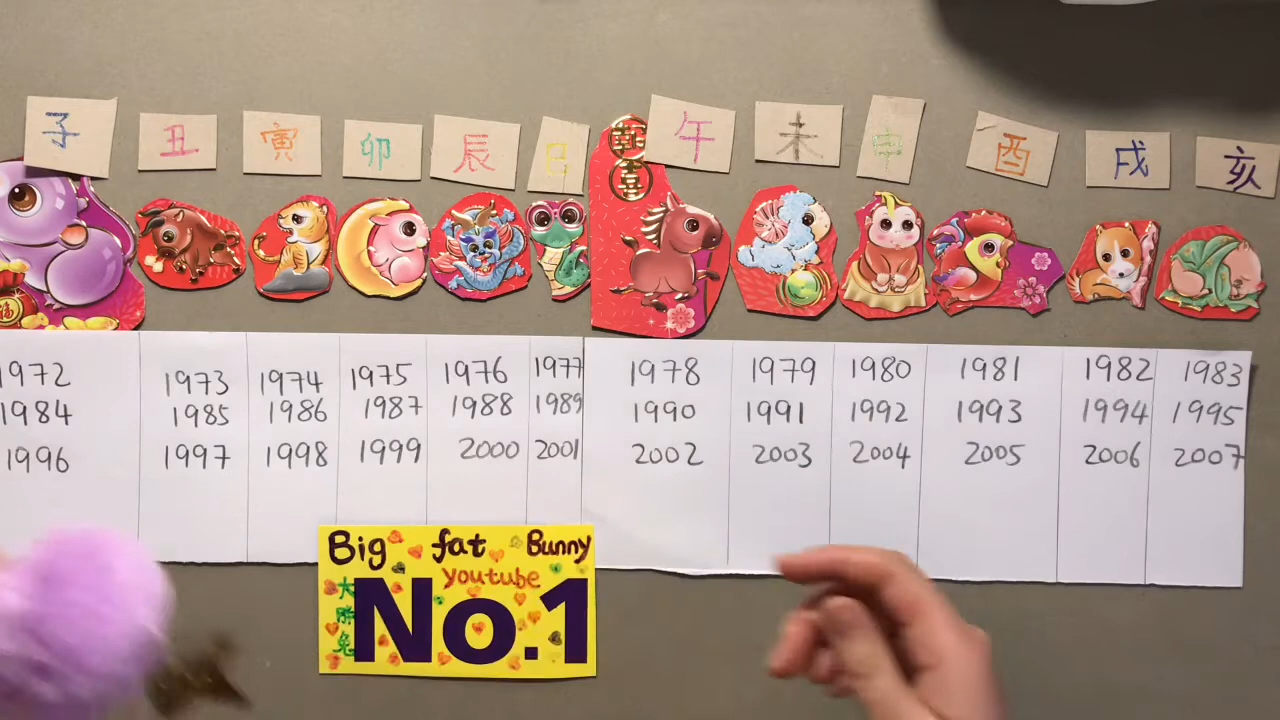 子 丑 寅 卯 辰 巳 午 未 申 酉 戌 亥
福
1972 1973 1974 1975 1976 1977 1978 1979 1980 1981 1982 1983
1984 1985 1986 1987 1988 1989 1990 1991 1992 1993 1994 1995
1996 1997 1998 1999 2000 2001 2002 2003 2004 2005 2006 2007
Big fat Bunny
youtube
大胖兔
No.1